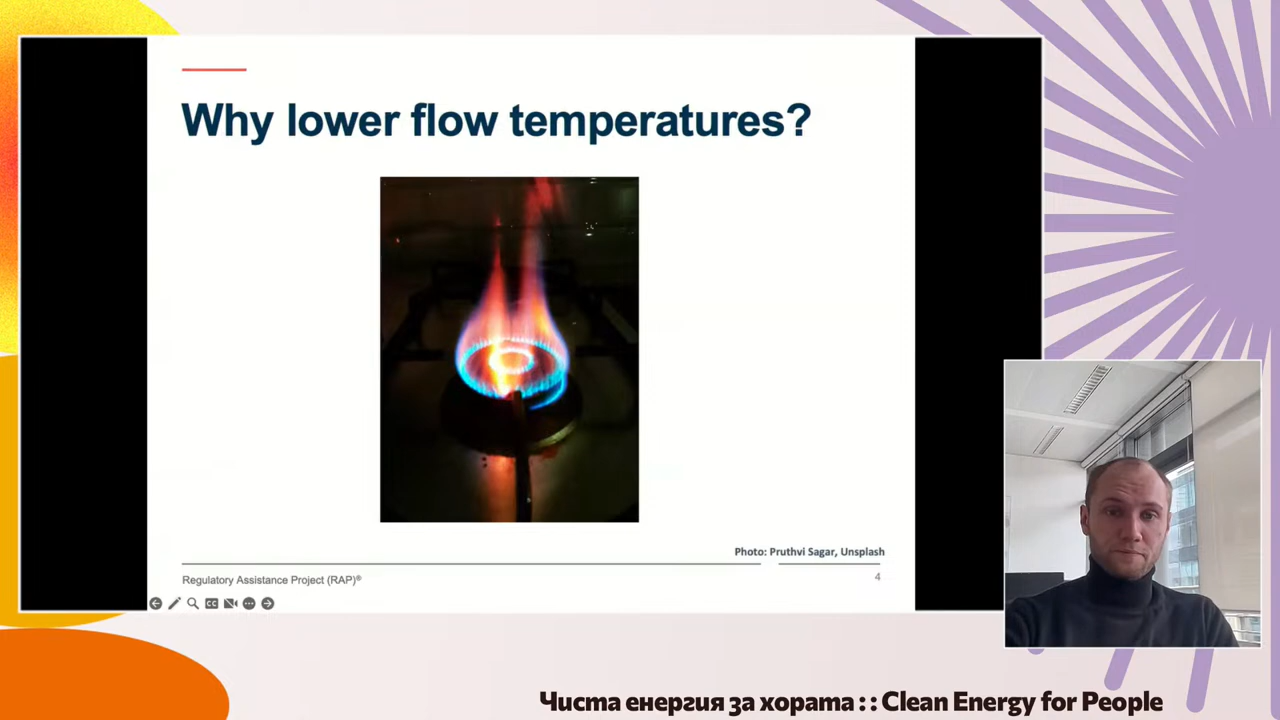 Why lower flow temperatures?
Photo: Pruthvi Sagar, Unsplash
Regulatory Assistance Project (RAP)®
4
CC
Чиста енергия за хората :: Clean Energy for People